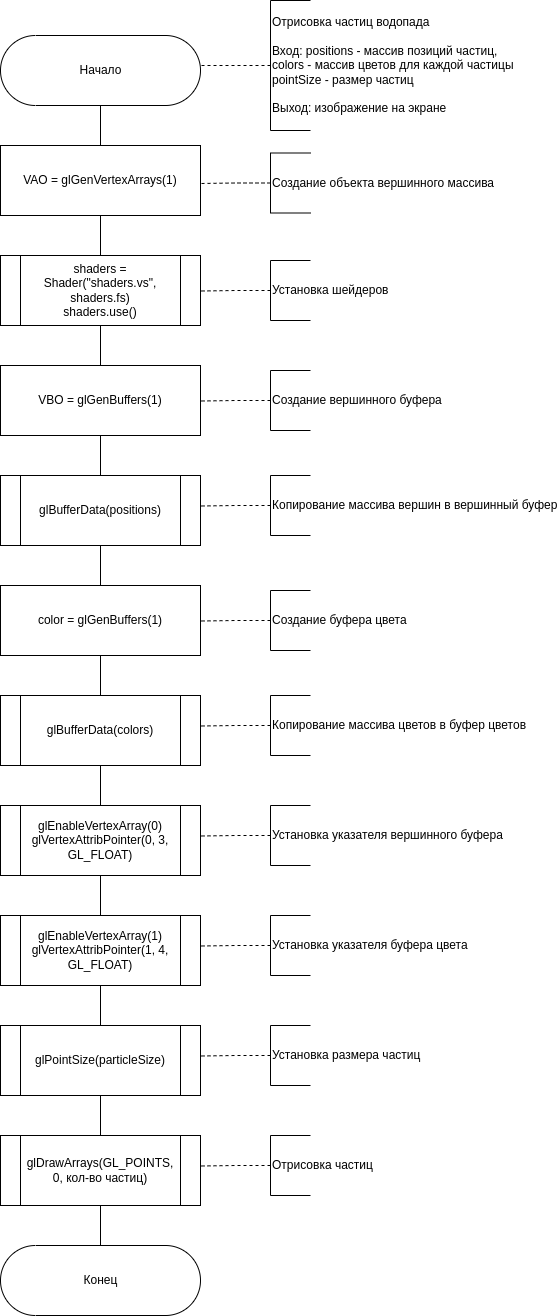 Начало
Отрисовка частиц водопада
Вход: positions - массив позиций частиц,
colors - массив цветов для каждой частицы
pointSize - размер частиц
Выход: изображение на экране
VAO = glGenVertexArrays(1)
Создание объекта вершинного массива
shaders =
Shader("shaders.vs",
shaders.fs)
shaders.use()
Установка шейдеров
VBO = glGenBuffers(1)
Создание вершинного буфера
glBufferData(positions)
Копирование массива вершин в вершинный буфер
color = glGenBuffers(1)
Создание буфера цвета
glBufferData(colors)
Копирование массива цветов в буфер цветов
glEnableVertexArray(0)
glVertexAttribPointer(0, 3,
GL_FLOAT)
Установка указателя вершинного буфера
glEnableVertexArray(1)
glVertexAttribPointer(1, 4,
GL_FLOAT)
Установка указателя буфера цвета
glPointSize(particleSize)
Установка размера частиц
glDrawArrays(GL_POINTS,
0, кол-во частиц)
Отрисовка частиц
Конец